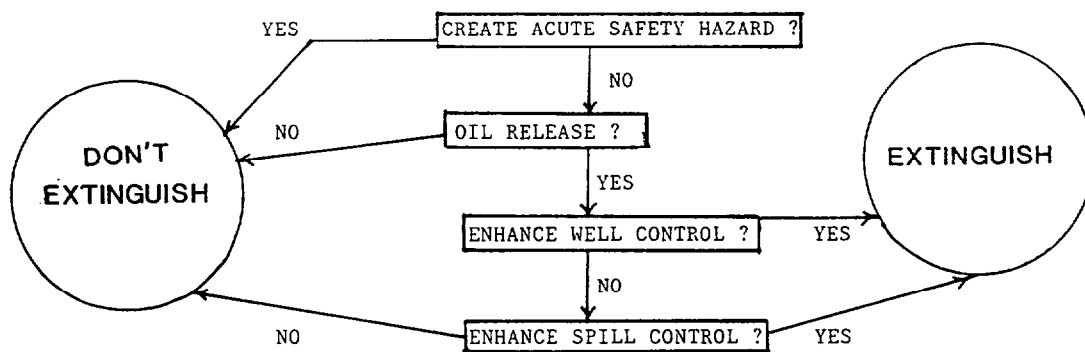 YES
CREATE ACUTE SAFETY HAZARD ?
NO
NO
OIL RELEASE ?
DON'T
EXTINGUISH
EXTINGUISH
YES
ENHANCE WELL CONTROL ?
YES
NO
NO
ENHANCE SPILL CONTROL ?
YES